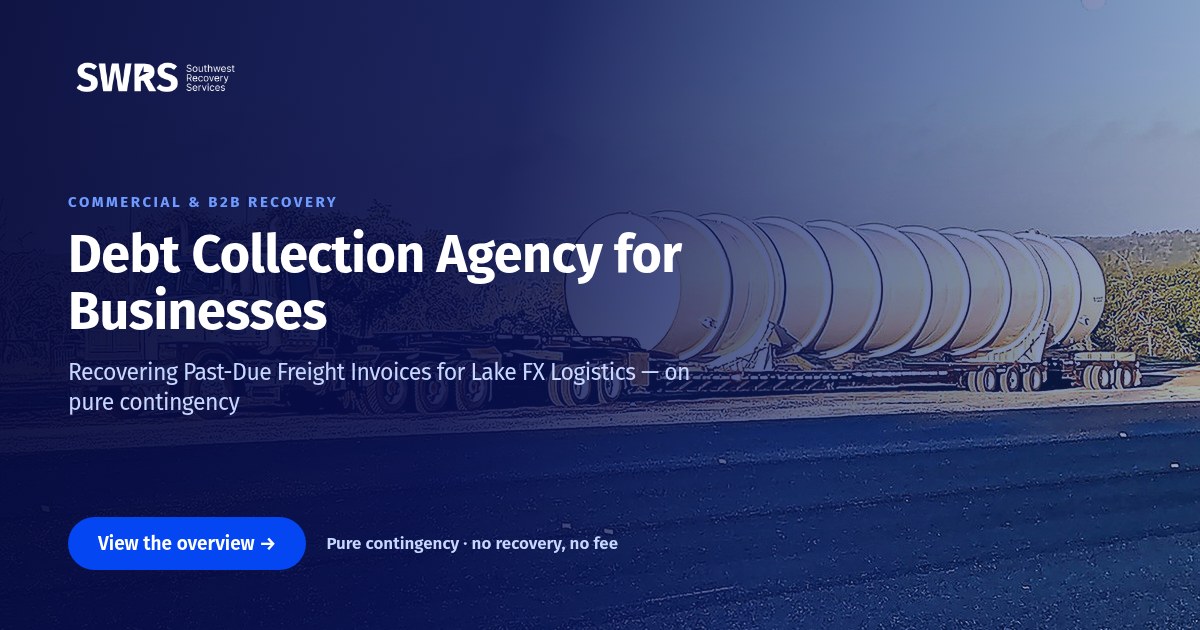 SWRS
Southwest
Recovery
Services
COMMERCIAL & B2B RECOVERY
Debt Collection Agency for
Businesses
Recovering Past-Due Freight Invoices for Lake FX Logistics — on
pure contingency
View the overview →
Pure contingency · no recovery, no fee